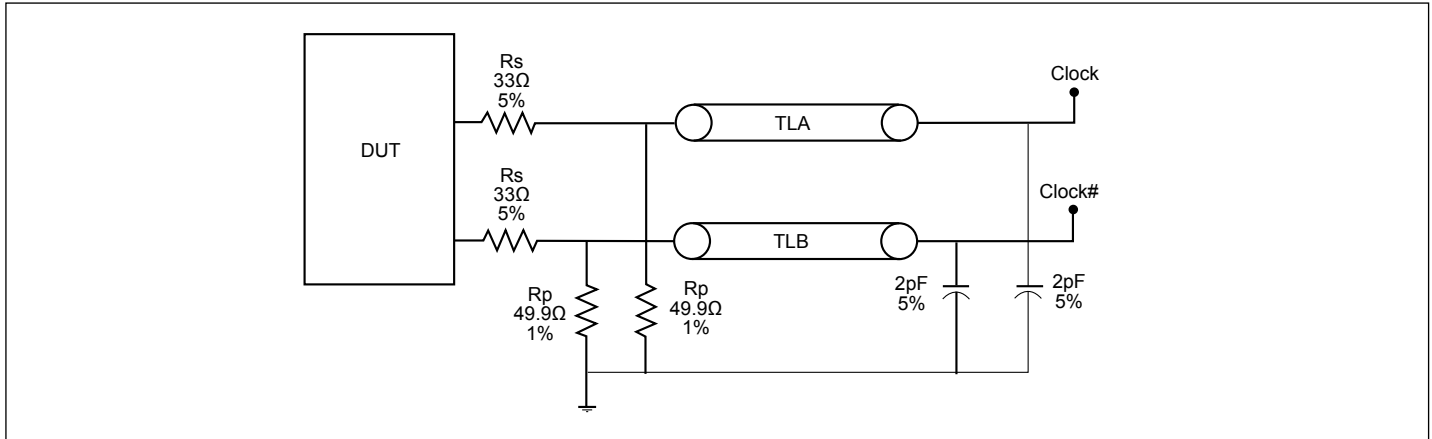 Rs
33Ω
5%
Clock
TLA
DUT
Rs
33Ω
5%
Clock#
TLB
Rp
49.9Ω
1%
Rp
49.9Ω
1%
2pF
5%
2pF
5%